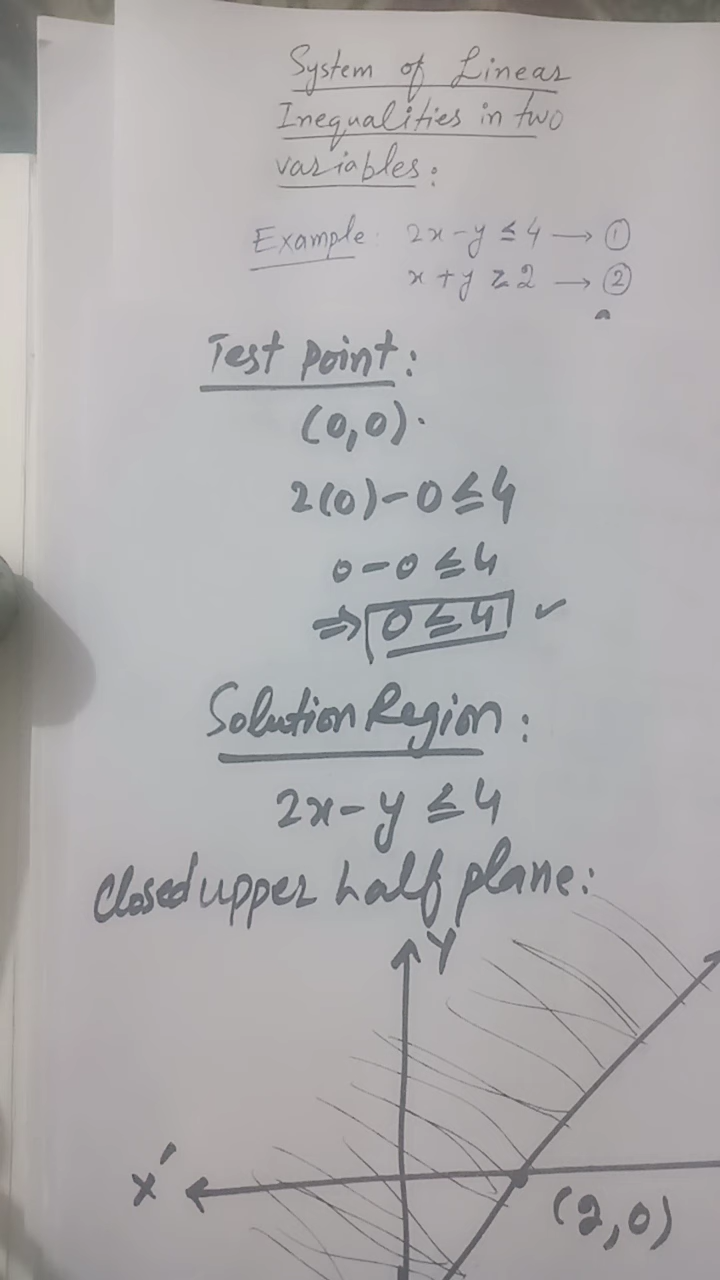 System of Linear
Inequalities in two
variables:
Example: 2x-y ≤ 4 → ①
x + y ≥ 2 → ②
Test point:
(0,0).
2(0)-0≤4
0-0≤4
⇒ 0≤4 ✓
Solution Region:
2x-y ≤ 4
Closed upper half plane:
Y
X'
(2,0)